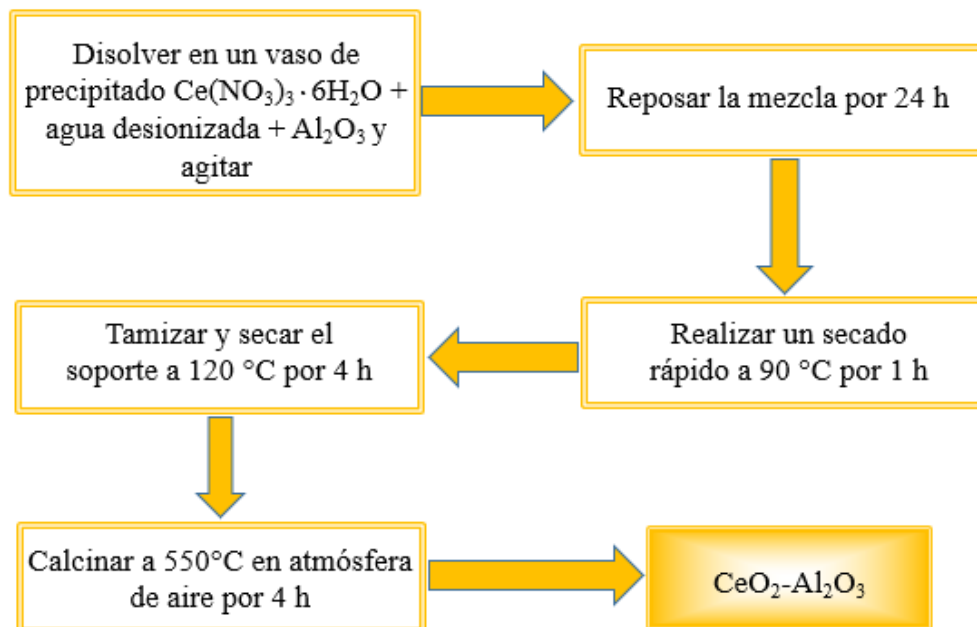 Disolver en un vaso de
precipitado Ce(NO₃)₃ · 6H₂O +
agua desionizada + Al₂O₃ y
agitar
Reposar la mezcla por 24 h
Realizar un secado
rápido a 90 °C por 1 h
Tamizar y secar el
soporte a 120 °C por 4 h
Calcinar a 550°C en atmósfera
de aire por 4 h
CeO₂-Al₂O₃